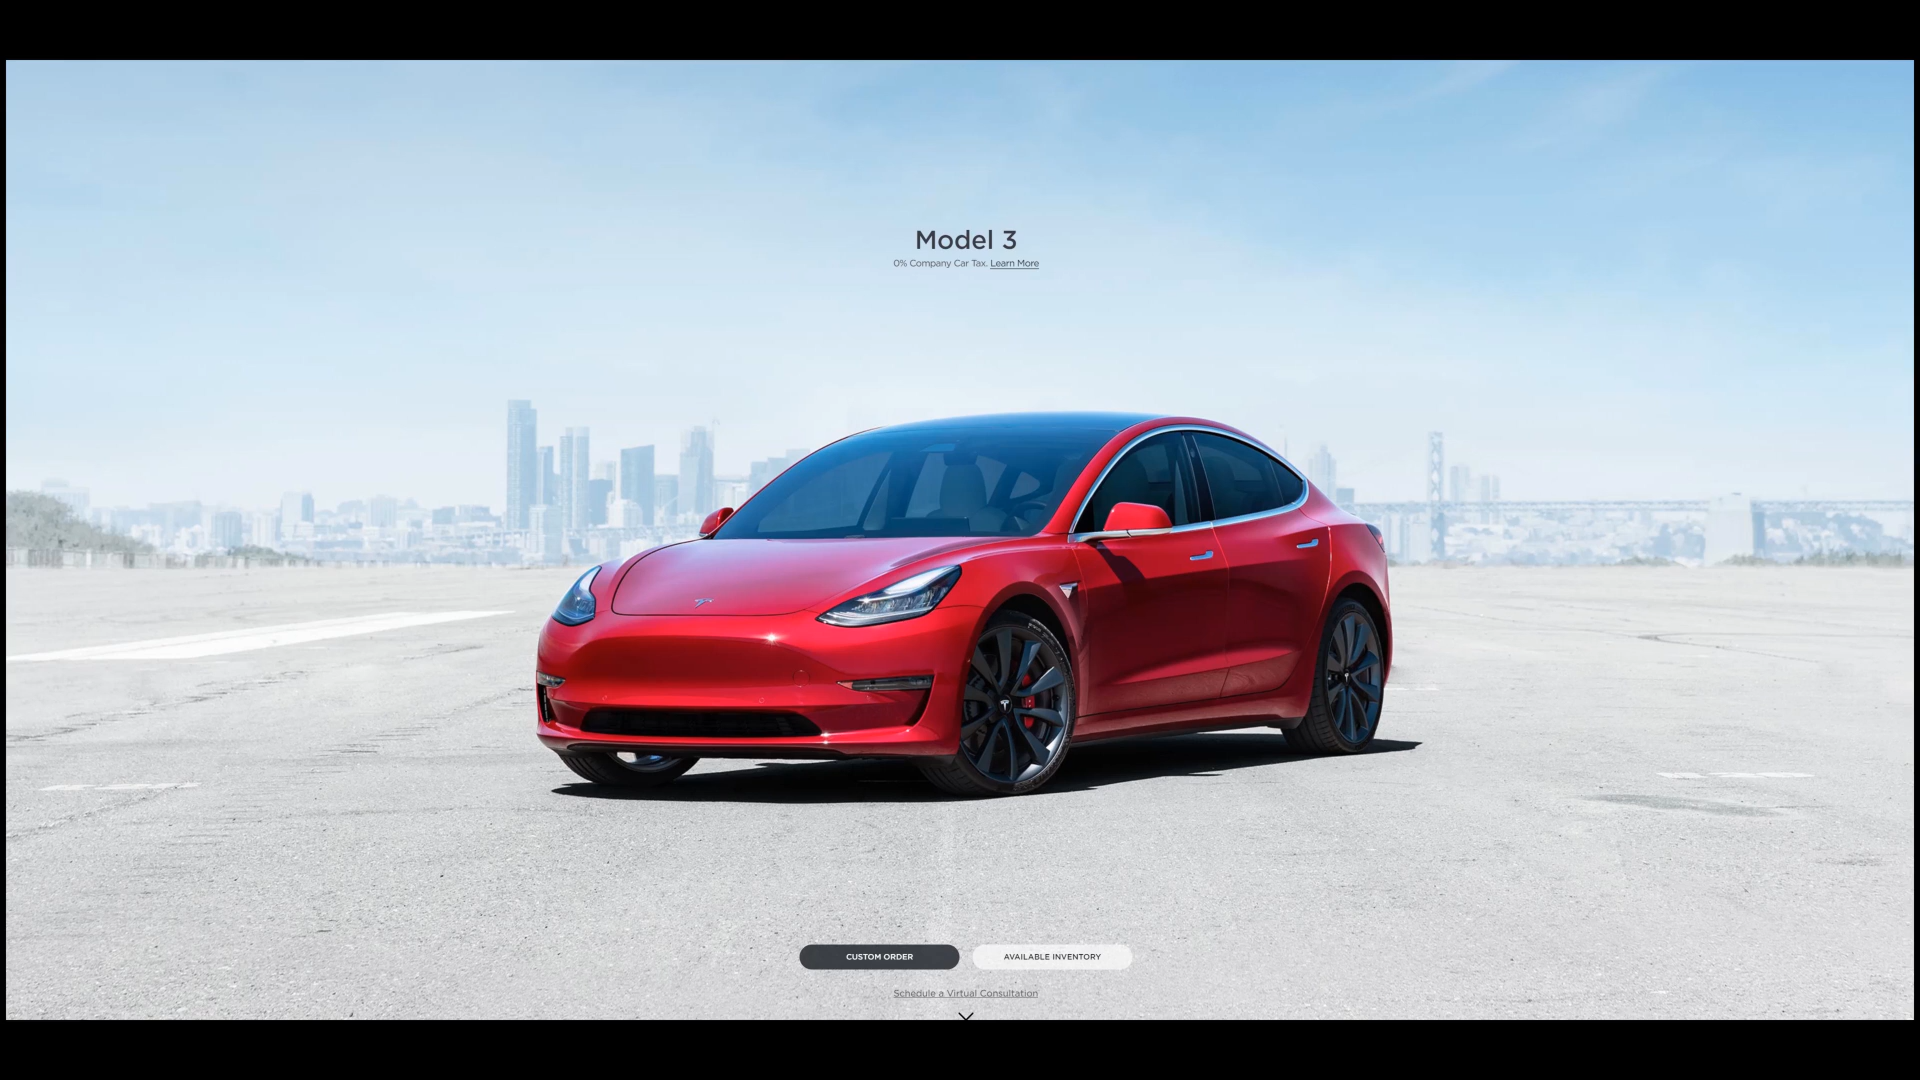 Model 3
0% Company Car Tax. Learn More
CUSTOM ORDER
AVAILABLE INVENTORY
Schedule a Virtual Consultation